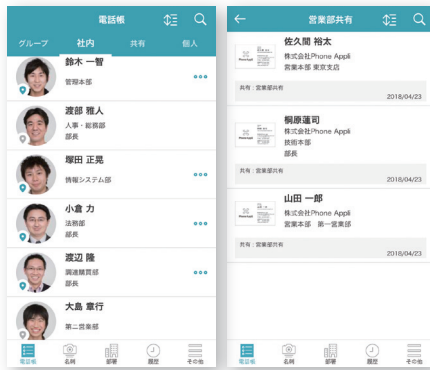 電話帳
グループ
社内
共有
個人
鈴木 一智
管理本部
渡部 雅人
人事・総務部
部長
塚田 正晃
情報システム部
小倉 力
法務部
部長
渡辺 隆
調達購買部
部長
大島 章行
第二営業部
電話帳
名刺
部署
履歴
その他
営業部共有
佐久間 裕太
株式会社Phone Appli
営業本部 東京支店
共有 : 営業部共有
2018/04/23
桐原蓮司
株式会社Phone Appli
技術本部
部長
共有 : 営業部共有
2018/04/23
山田 一郎
株式会社Phone Appli
営業本部 第一営業部
共有 : 営業部共有
2018/04/23
電話帳
名刺
部署
履歴
その他